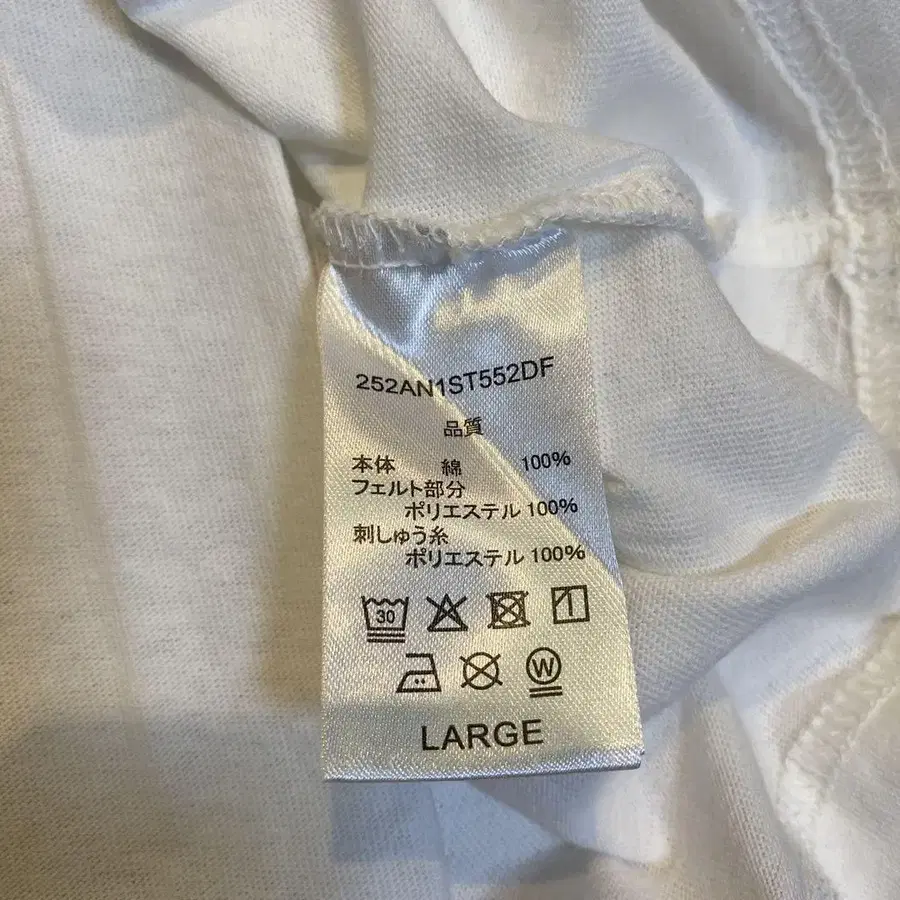 252AN1ST552DF
品質
本体 綿 100%
フェルト部分
ポリエステル 100%
刺しゅう糸
ポリエステル 100%
30
W
LARGE